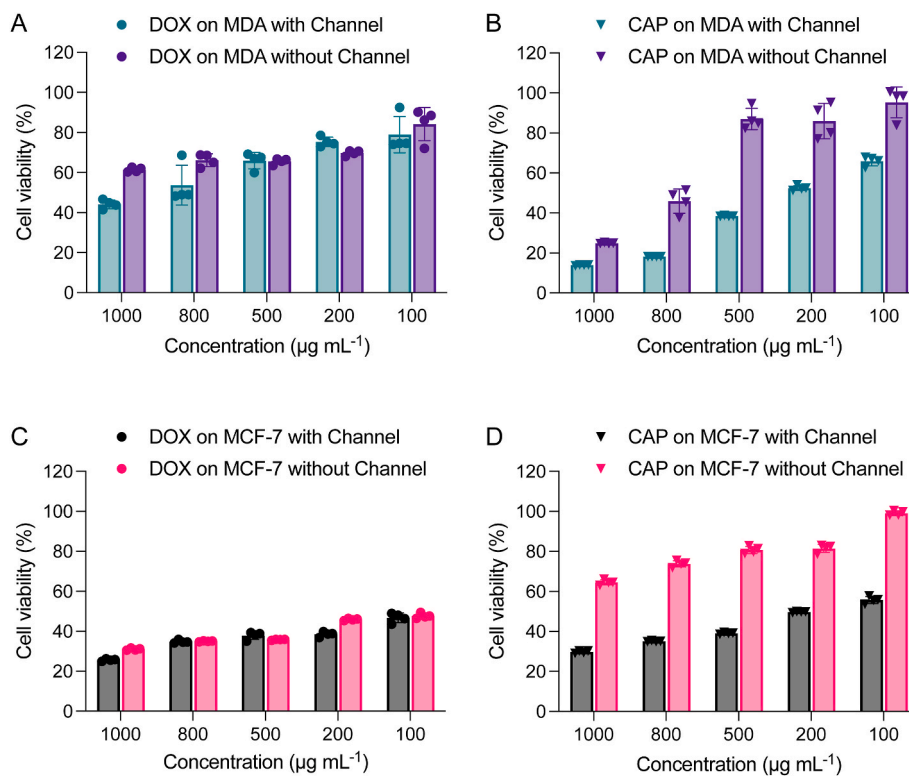 A
DOX on MDA with Channel
DOX on MDA without Channel
Cell viability (%)
120
100
80
60
40
20
0
1000 800 500 200 100
Concentration (µg mL⁻¹)
B
CAP on MDA with Channel
CAP on MDA without Channel
Cell viability (%)
120
100
80
60
40
20
0
1000 800 500 200 100
Concentration (µg mL⁻¹)
C
DOX on MCF-7 with Channel
DOX on MCF-7 without Channel
Cell viability (%)
120
100
80
60
40
20
0
1000 800 500 200 100
Concentration (µg mL⁻¹)
D
CAP on MCF-7 with Channel
CAP on MCF-7 without Channel
Cell viability (%)
120
100
80
60
40
20
0
1000 800 500 200 100
Concentration (µg mL⁻¹)